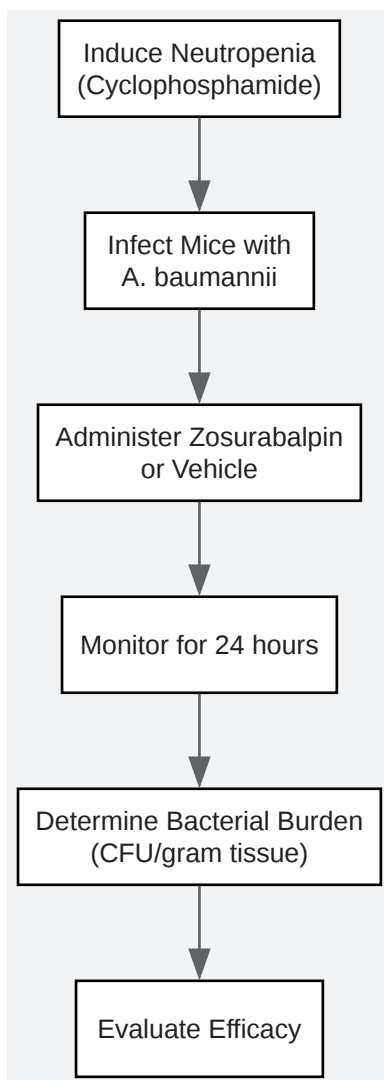 Induce Neutropenia
(Cyclophosphamide)
Infect Mice with
A. baumannii
Administer Zosurabalpin
or Vehicle
Monitor for 24 hours
Determine Bacterial Burden
(CFU/gram tissue)
Evaluate Efficacy